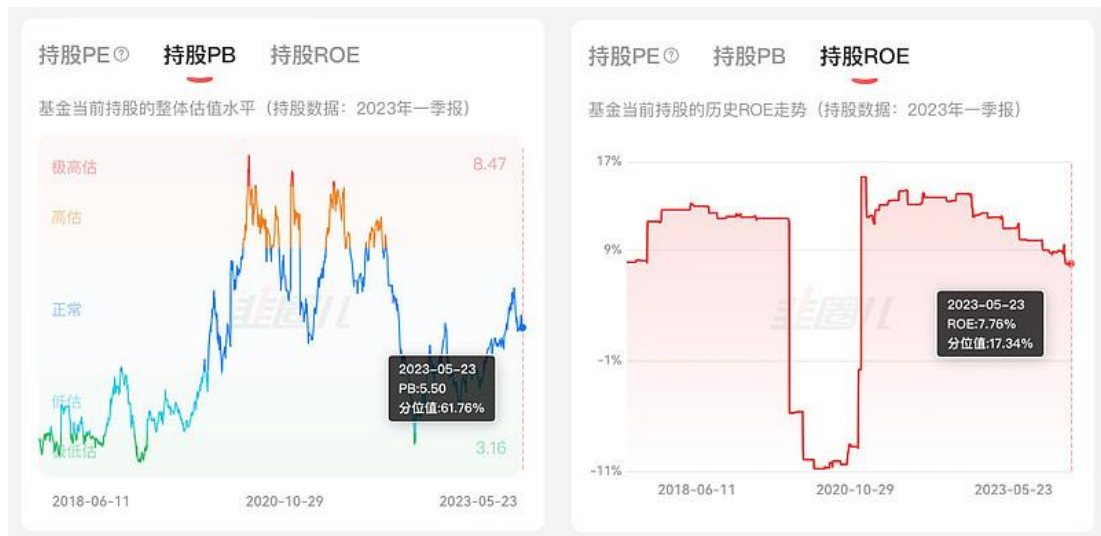 持股PE? 持股PB 持股ROE
基金当前持股的整体估值水平（持股数据：2023年一季报）
极高估
8.47
高估
正常
韭圈儿
2023-05-23
PB:5.50
分位值:61.76%
低估
极低估
3.16
2018-06-11 2020-10-29 2023-05-23
持股PE? 持股PB 持股ROE
基金当前持股的历史ROE走势（持股数据：2023年一季报）
17%
9%
韭圈儿
2023-05-23
ROE:7.76%
分位值:17.34%
-1%
-11%
2018-06-11 2020-10-29 2023-05-23